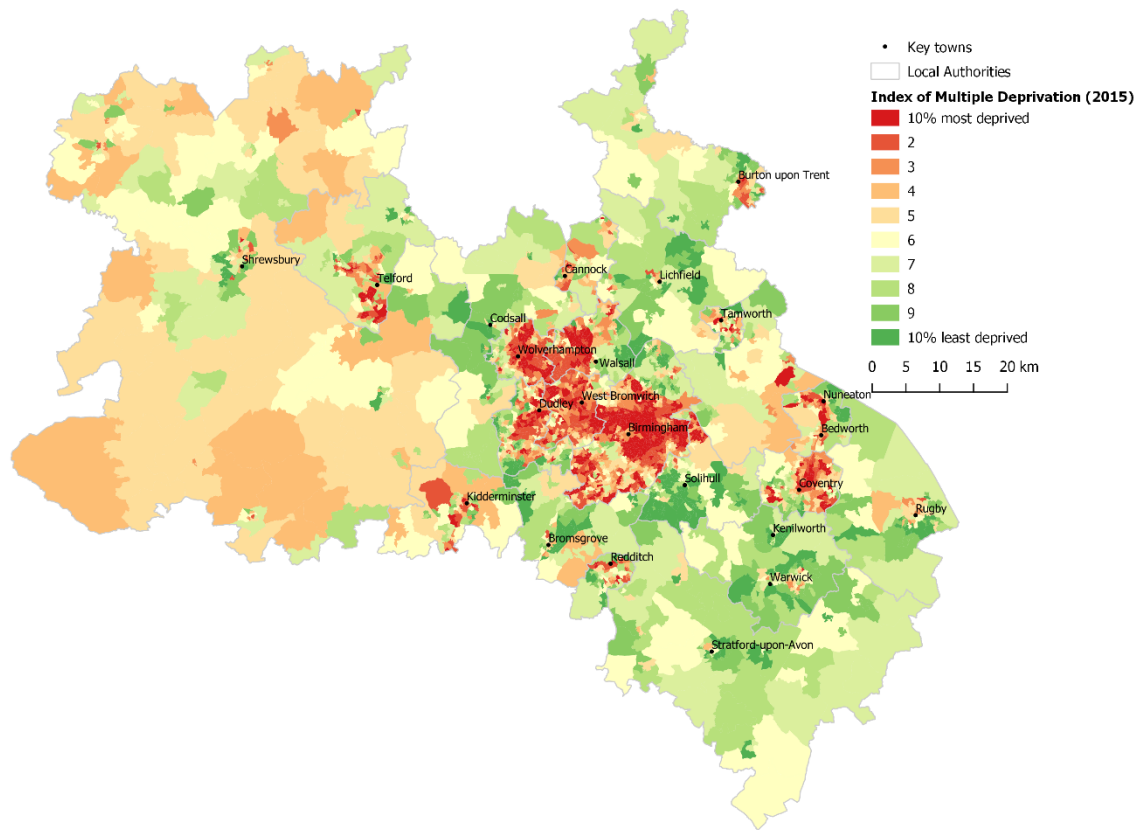 Key towns
Local Authorities
Index of Multiple Deprivation (2015)
10% most deprived
2
3
4
5
6
7
8
9
10% least deprived
0 5 10 15 20 km
Burton upon Trent
Shrewsbury
Telford
Cannock
Lichfield
Codsall
Tamworth
Wolverhampton
Walsall
Dudley
West Bromwich
Nuneaton
Birmingham
Bedworth
Solihull
Coventry
Kidderminster
Rugby
Kenilworth
Bromsgrove
Redditch
Warwick
Stratford-upon-Avon